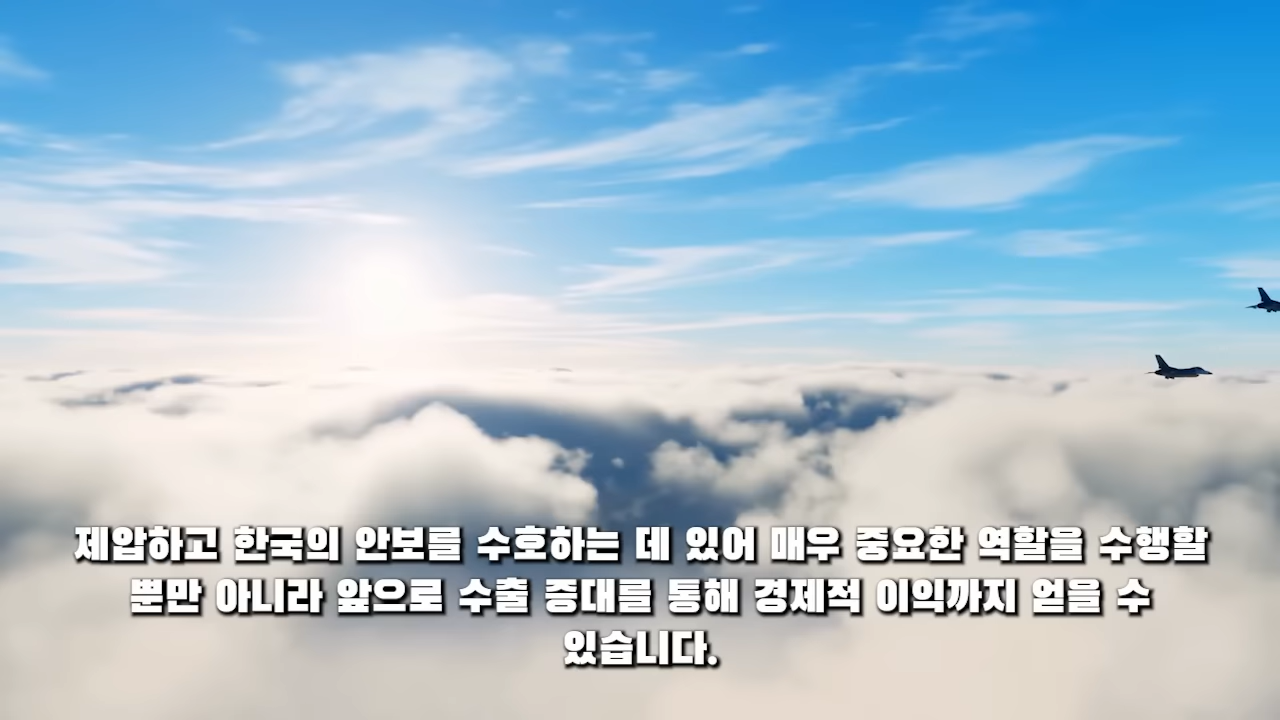 제압하고 한국의 안보를 수호하는 데 있어 매우 중요한 역할을 수행할
뿐만 아니라 앞으로 수출 증대를 통해 경제적 이익까지 얻을 수
있습니다.